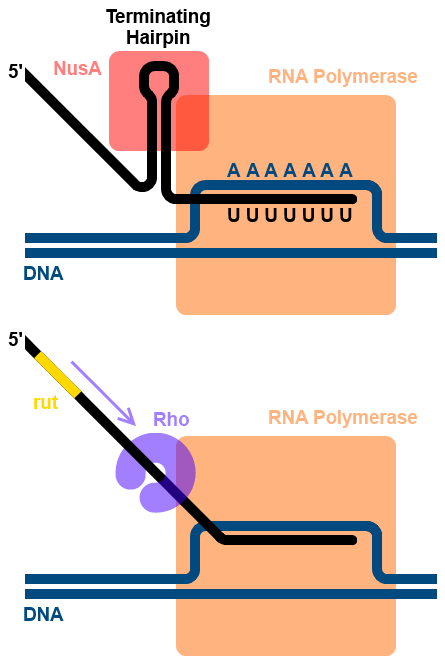 Terminating
Hairpin
5'
NusA
RNA Polymerase
A A A A A A A
U U U U U U U
DNA
5'
rut
Rho
RNA Polymerase
DNA